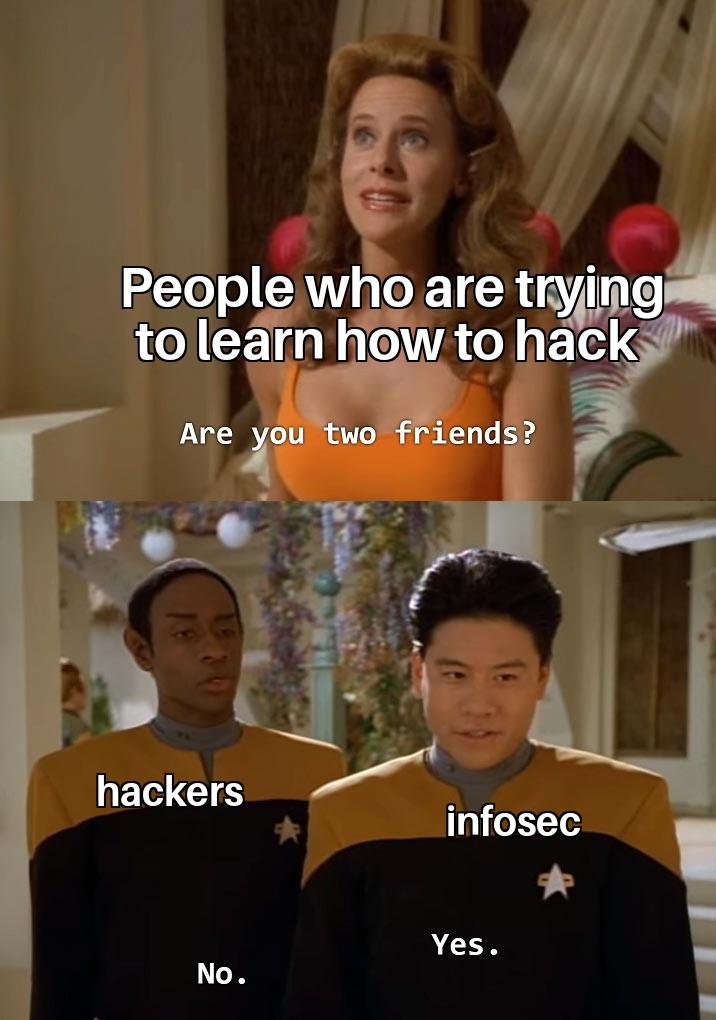 People who are trying
to learn how to hack
Are you two friends?
hackers
infosec
Yes.
No.